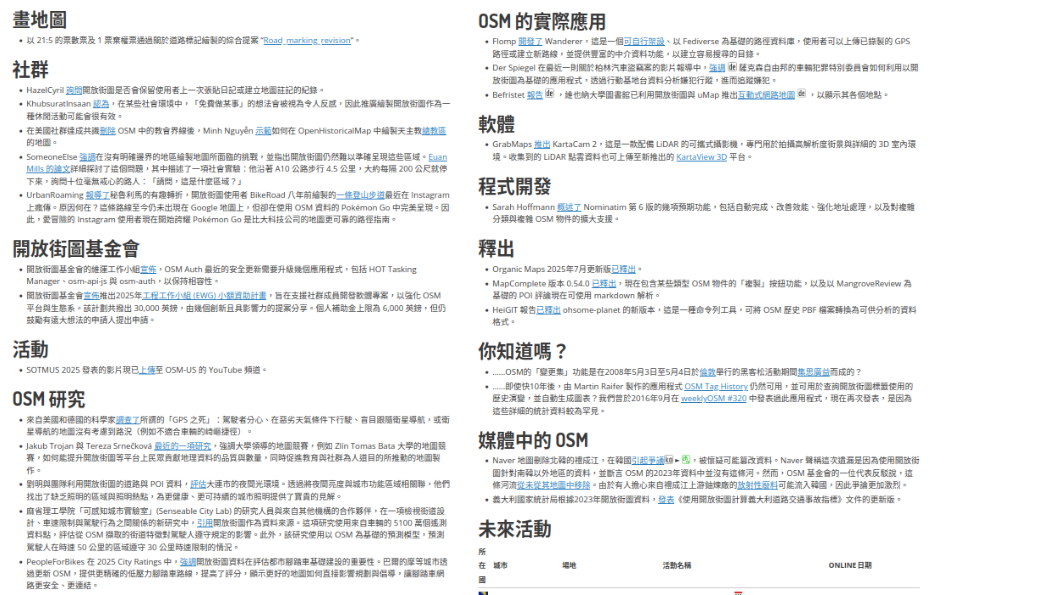 畫地圖
以 21:5 的票數票及 1 票棄權票通過關於道路標記繪製的綜合提案 “Road_marking_revision”。
社群
HazelCyril 詢問開放街圖是否會保留使用者上一次張貼日記或建立地圖註記的紀錄。
KhubsuratInsaan 認為，在某些社會環境中，「免費做某事」的想法會被視為令人反感，因此推廣繪製開放街圖作為一
種休閒活動可能會很有效。
在美國社群達成共識刪除 OSM 中的教會界線後，Minh Nguyễn 示範如何在 OpenHistoricalMap 中繪製天主教總教區
的地圖。
SomeoneElse 強調在沒有明確邊界的地區繪製地圖所面臨的挑戰，並指出開放街圖仍然難以準確呈現這些區域。Euan
Mills 的論文詳細探討了這個問題，其中描述了一項社會實驗：他沿著 A10 公路步行 4.5 公里，大約每隔 200 公尺就停
下來，詢問十位毫無戒心的路人：「請問，這是什麼區域？」
UrbanRoaming 報導了秘魯利馬的有趣轉折，開放街圖使用者 BikeRoad 八年前繪製的一條登山步道最近在 Instagram
上瘋傳。原因何在？這條路線至今仍未出現在 Google 地圖上，但卻在使用 OSM 資料的 Pokémon Go 中完美呈現。因
此，愛冒險的 Instagram 使用者現在開始誇耀 Pokémon Go 是比大科技公司的地圖更可靠的路徑指南。
開放街圖基金會
開放街圖基金會的維運工作小組宣佈，OSM Auth 最近的安全更新需要升級幾個應用程式，包括 HOT Tasking
Manager、osm-api-js 與 osm-auth，以保持相容性。
開放街圖基金會宣佈推出2025年工程工作小組 (EWG) 小額資助計畫，旨在支援社群成員開發軟體專案，以強化 OSM
平台與生態系。該計劃共撥出 30,000 英鎊，由幾個創新且具影響力的提案分享。個人補助金上限為 6,000 英鎊，但仍
鼓勵有遠大想法的申請人提出申請。
活動
SOTMUS 2025 發表的影片現已上傳至 OSM-US 的 YouTube 頻道。
OSM 研究
來自美國和德國的科學家調查了所謂的「GPS 之死」：駕駛者分心、在惡劣天氣條件下行駛、盲目跟隨衛星導航，或衛
星導航的地圖沒有考慮到路況（例如不適合車輛的崎嶇捷徑）。
Jakub Trojan 與 Tereza Srnečková 最近的一項研究，強調大學領導的地圖競賽，例如 Zlín Tomas Bata 大學的地圖競
賽，如何能提升開放街圖等平台上民眾貢獻地理資料的品質與數量，同時促進教育與社群為人道目的所推動的地圖製
作。
劉明與團隊利用開放街圖的道路與 POI 資料，評估大連市的夜間光環境。透過將夜間亮度與城市功能區域相關聯，他們
找出了缺乏照明的區域與照明熱點，為更健康、更可持續的城市照明提供了寶貴的見解。
麻省理工學院「可感知城市實驗室」(Senseable City Lab) 的研究人員與來自其他機構的合作夥伴，在一項檢視街道設
計、車速限制與駕駛行為之間關係的新研究中，引用開放街圖作為資料來源。這項研究使用來自車輛的 5100 萬個遙測
資料點，評估從 OSM 擷取的街道特徵對駕駛人遵守規定的影響。此外，該研究使用以 OSM 為基礎的預測模型，預測
駕駛人在時速 50 公里的區域遵守 30 公里時速限制的情況。
PeopleForBikes 在 2025 City Ratings 中，強調開放街圖資料在評估都市腳踏車基礎建設的重要性。巴爾的摩等城市透
過更新 OSM，提供更精確的低壓力腳踏車路線，提高了評分，顯示更好的地圖如何直接影響規劃與倡導，讓腳踏車網
路更安全、更連結。
OSM 的實際應用
Flomp 開發了 Wanderer，這是一個可自行架設、以 Fediverse 為基礎的路徑資料庫，使用者可以上傳已錄製的 GPS
路徑或建立新路線，並提供豐富的中介資料功能，以建立容易搜尋的目錄。
Der Spiegel 在最近一則關於柏林汽車盜竊案的影片報導中，強調 de 薩克森自由邦的車輛犯罪特別委員會如何利用以開
放街圖為基礎的應用程式，透過行動基地台資料分析嫌犯行蹤，進而追蹤嫌犯。
Befristet 報告 de ，維也納大學圖書館已利用開放街圖與 uMap 推出互動式網路地圖 de ，以顯示其各個地點。
軟體
GrabMaps 推出 KartaCam 2，這是一款配備 LiDAR 的可攜式攝影機，專門用於拍攝高解析度街景與詳細的 3D 室內環
境。收集到的 LiDAR 點雲資料也可上傳至新推出的 KartaView 3D 平台。
程式開發
Sarah Hoffmann 概述了 Nominatim 第 6 版的幾項預期功能，包括自動完成、改善效能、強化地址處理，以及對複雜
分類與複雜 OSM 物件的擴大支援。
釋出
Organic Maps 2025年7月更新版已釋出。
MapComplete 版本 0.54.0 已釋出，現在包含某些類型 OSM 物件的「複製」按鈕功能，以及以 MangroveReview 為
基礎的 POI 評論現在可使用 markdown 解析。
HeiGIT 報告已釋出 ohsome-planet 的新版本，這是一種命令列工具，可將 OSM 歷史 PBF 檔案轉換為可供分析的資料
格式。
你知道嗎？
……OSM的「變更集」功能是在2008年5月3日至5月4日於倫敦舉行的黑客松活動期間集思廣益而成的？
……即使快10年後，由 Martin Raifer 製作的應用程式 OSM Tag History 仍然可用，並可用於查詢開放街圖標籤使用的
歷史演變，並自動生成圖表？我們曾於2016年9月在 weeklyOSM #320 中發表過此應用程式，現在再次發表，是因為
這些詳細的統計資料較為罕見。
媒體中的 OSM
Naver 地圖刪除北韓的禮成江，在韓國引起爭議ko ► ，被懷疑可能篡改資料。Naver 聲稱這次遺漏是因為使用開放街
圖針對南韓以外地區的資料，並斷言 OSM 的2023年資料中並沒有這條河。然而，OSM 基金會的一位代表反駁說，這
條河流從未從其地圖中移除。由於有人擔心來自禮成江上游鈾煉廠的放射性廢料可能流入韓國，因此爭論更加激烈。
義大利國家統計局根據2023年開放街圖資料，發表《使用開放街圖計算義大利道路交通事故指標》文件的更新版。
未來活動
所
在
國
城市 場地 活動名稱 ONLINE 日期